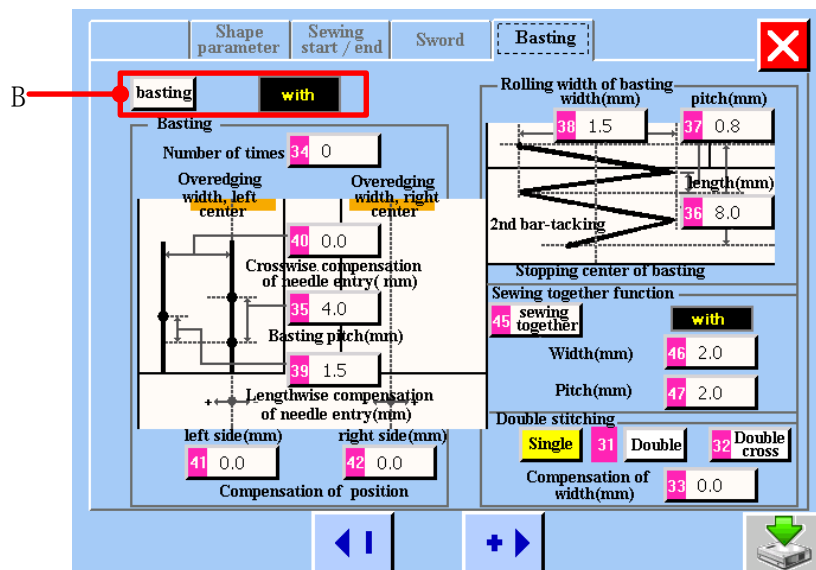 Shape
parameter
Sewing
start / end
Sword
Basting
B
basting
with
Basting
Number of times 34 0
Overedging
width, left
center
Overedging
width, right
center
40 0.0
Crosswise compensation
of needle entry( mm)
35 4.0
Basting pitch(mm)
39 1.5
Lengthwise compensation
of needle entry(mm)
left side(mm)
right side(mm)
41 0.0
42 0.0
Compensation of position
Rolling width of basting
width(mm)
pitch(mm)
38 1.5
37 0.8
length(mm)
36 8.0
2nd bar-tacking
Stopping center of basting
Sewing together function
45 sewing
together
with
Width(mm) 46 2.0
Pitch(mm) 47 2.0
Double stitching
Single
31 Double
32 Double
cross
Compensation of
width(mm)
33 0.0